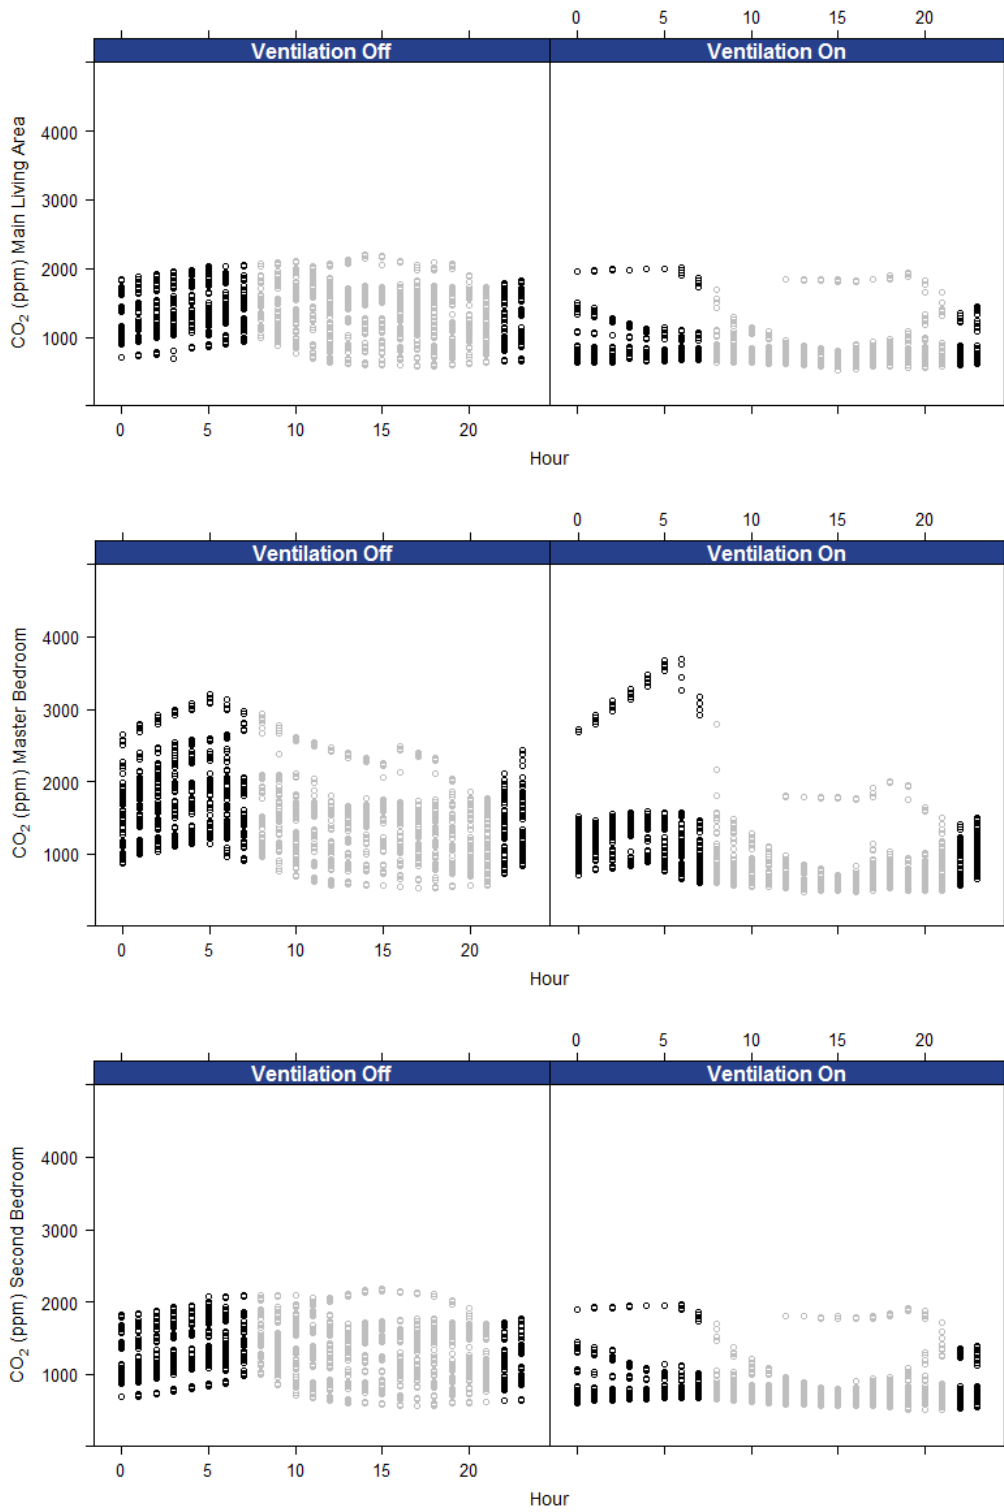 0 5 10 15 20
Ventilation Off Ventilation On
CO₂ (ppm) Main Living Area
4000
3000
2000
1000
0 5 10 15 20
Hour
0 5 10 15 20
Ventilation Off Ventilation On
CO₂ (ppm) Master Bedroom
4000
3000
2000
1000
0 5 10 15 20
Hour
0 5 10 15 20
Ventilation Off Ventilation On
CO₂ (ppm) Second Bedroom
4000
3000
2000
1000
0 5 10 15 20
Hour